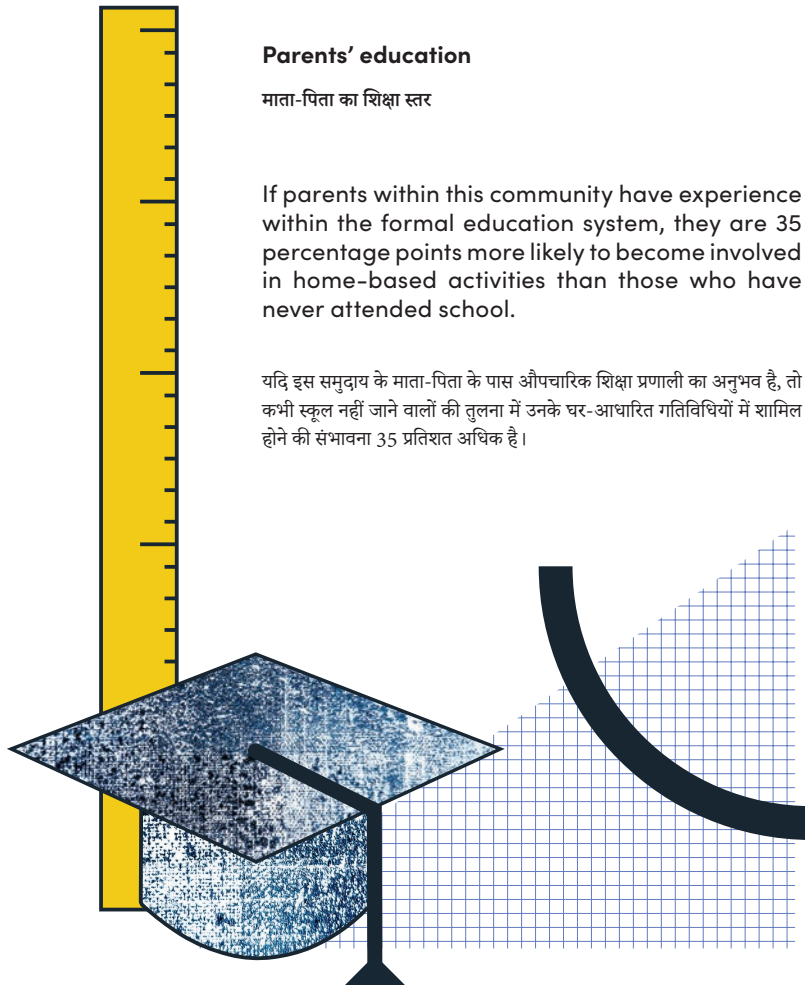 Parents’ education
माता-पिता का शिक्षा स्तर
If parents within this community have experience
within the formal education system, they are 35
percentage points more likely to become involved
in home-based activities than those who have
never attended school.
यदि इस समुदाय के माता-पिता के पास औपचारिक शिक्षा प्रणाली का अनुभव है, तो
कभी स्कूल नहीं जाने वालों की तुलना में उनके घर-आधारित गतिविधियों में शामिल
होने की संभावना 35 प्रतिशत अधिक है।